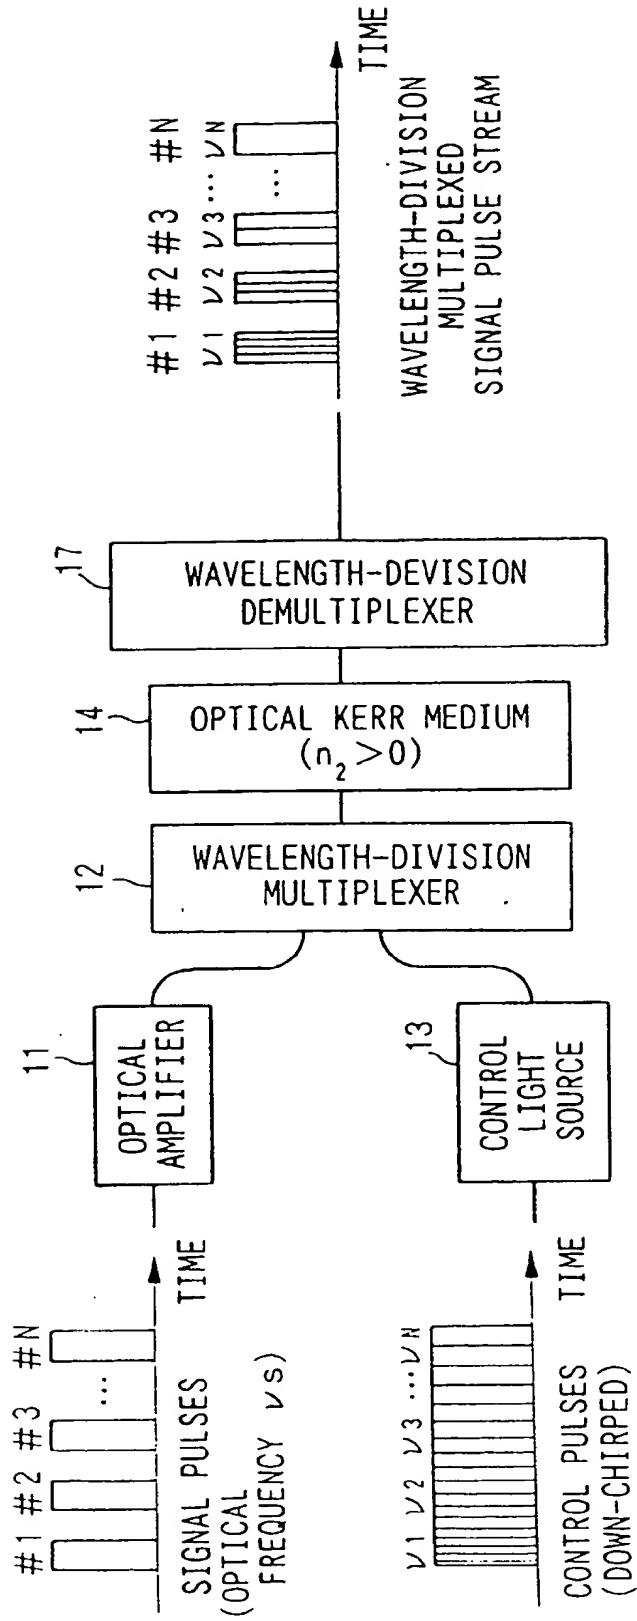 #1 #2 #3 #N
...
TIME
SIGNAL PULSES
(OPTICAL
FREQUENCY νs)
11
OPTICAL
AMPLIFIER
ν1 ν2 ν3 ...νN
TIME
CONTROL PULSES
(DOWN-CHIRPED)
13
CONTROL
LIGHT
SOURCE
12
WAVELENGTH-DIVISION
MULTIPLEXER
14
OPTICAL KERR MEDIUM
(n2>0)
17
WAVELENGTH-DEVISION
DEMULTIPLEXER
#1 #2 #3 #N
ν1 ν2 ν3 ... νN
...
TIME
WAVELENGTH-DIVISION
MULTIPLEXED
SIGNAL PULSE STREAM